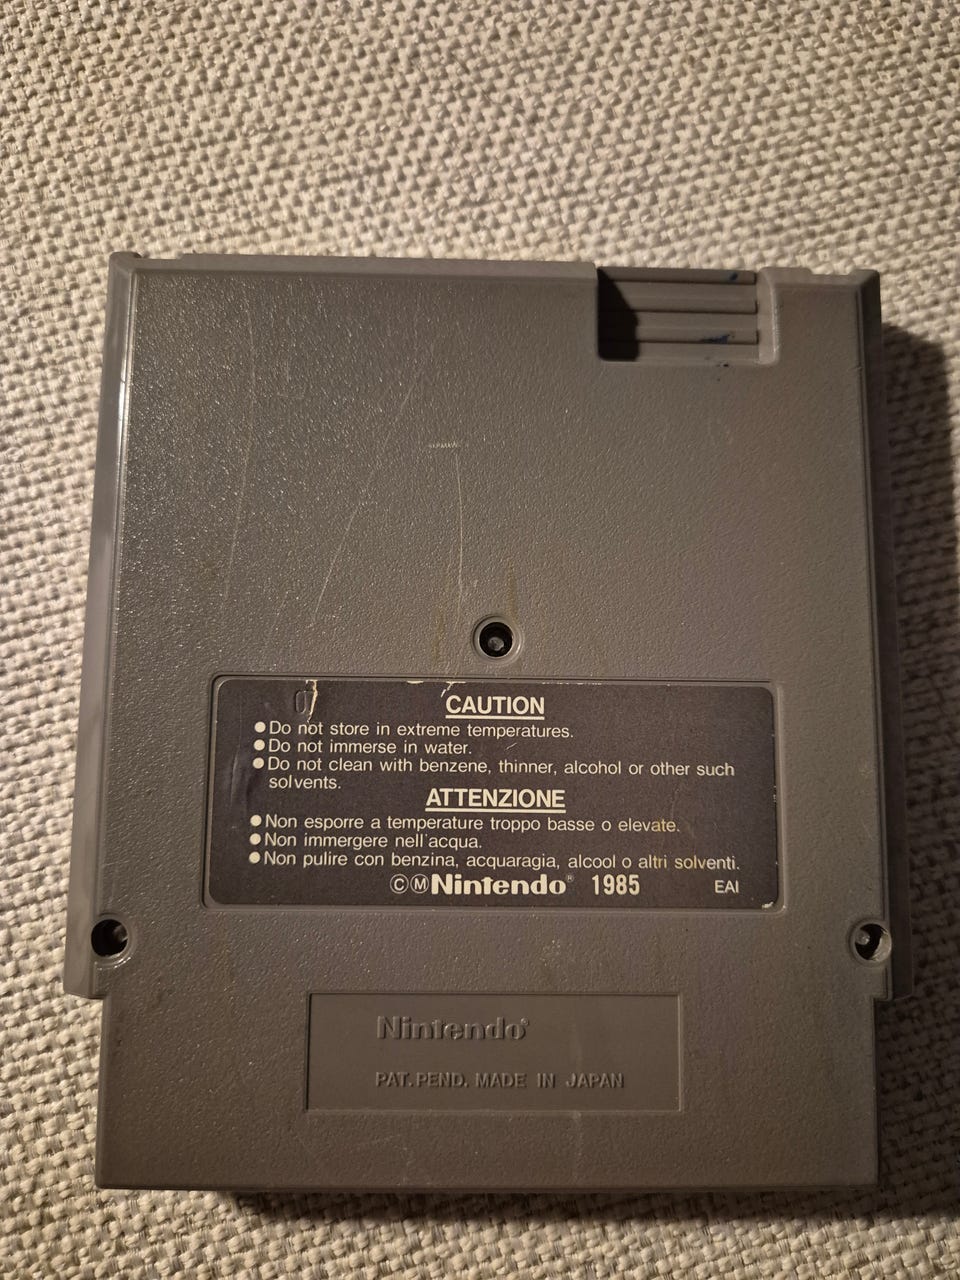 CAUTION
●Do not store in extreme temperatures.
●Do not immerse in water.
●Do not clean with benzene, thinner, alcohol or other such
solvents.
ATTENZIONE
●Non esporre a temperature troppo basse o elevate.
●Non immergere nell'acqua.
●Non pulire con benzina, acquaragia, alcool o altri solventi.
ⒸⓂNintendo® 1985 EAI
Nintendo®
PAT. PEND. MADE IN JAPAN